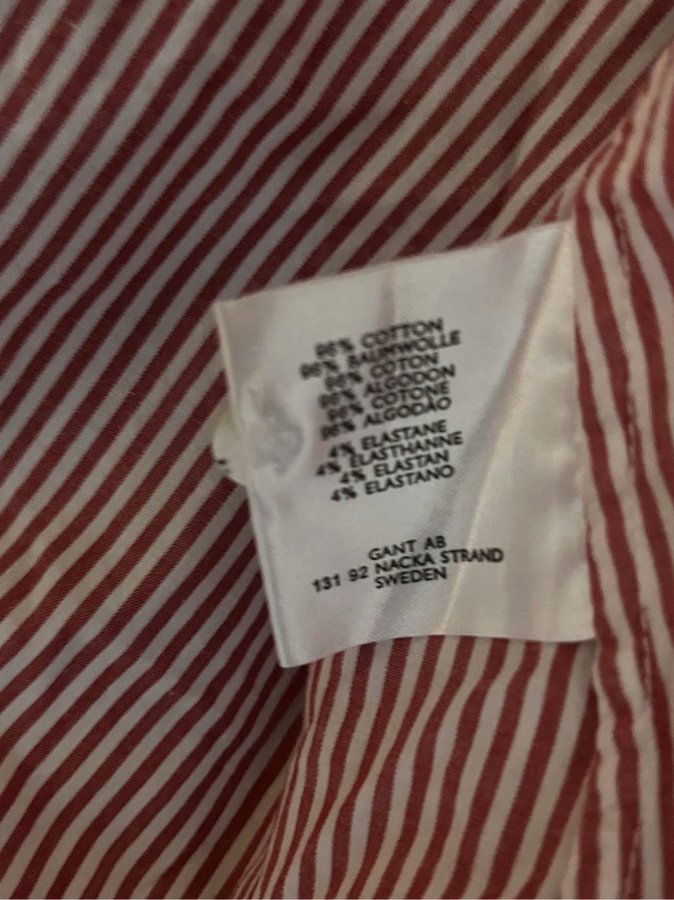 96% COTTON
96% BAUMWOLLE
96% COTON
96% ALGODON
96% COTONE
96% ALGODAO
4% ELASTANE
4% ELASTHANNE
4% ELASTAN
4% ELASTANO
GANT AB
131 92 NACKA STRAND
SWEDEN